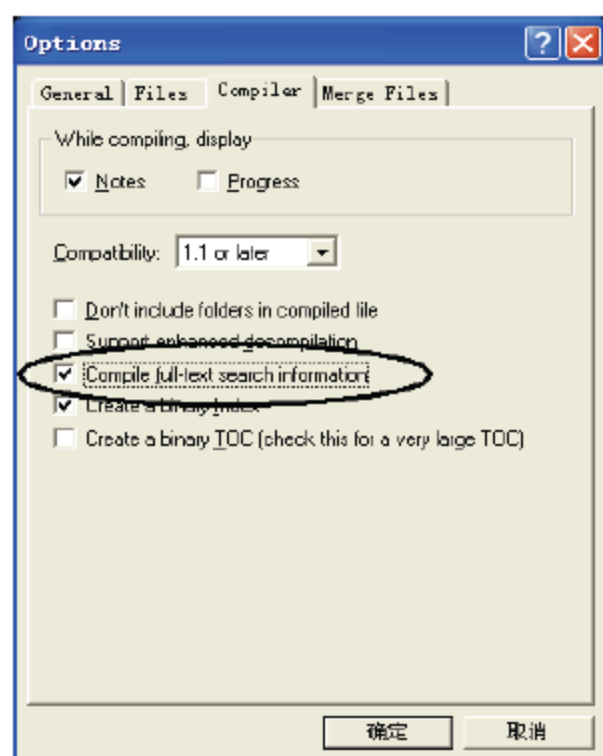 Options
General Files Compiler Merge Files
While compiling, display
Notes Progress
Compatibility: 1.1 or later
Don't include folders in compiled file
Support enhanced decompilation
Compile full-text search information
Create a binary Index
Create a binary TOC (check this for a very large TOC)
确定 取消